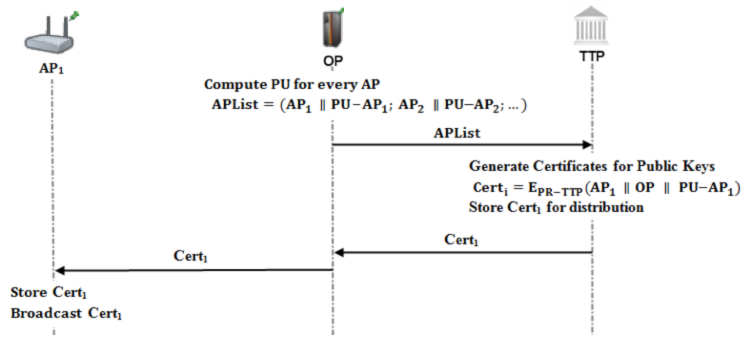 AP₁
OP
TTP
Compute PU for every AP
APList = (AP₁ ∥ PU−AP₁; AP₂ ∥ PU−AP₂; …)
APList
Generate Certificates for Public Keys
Certᵢ = E_PR−TTP(AP₁ ∥ OP ∥ PU−AP₁)
Store Cert₁ for distribution
Cert₁
Cert₁
Store Cert₁
Broadcast Cert₁